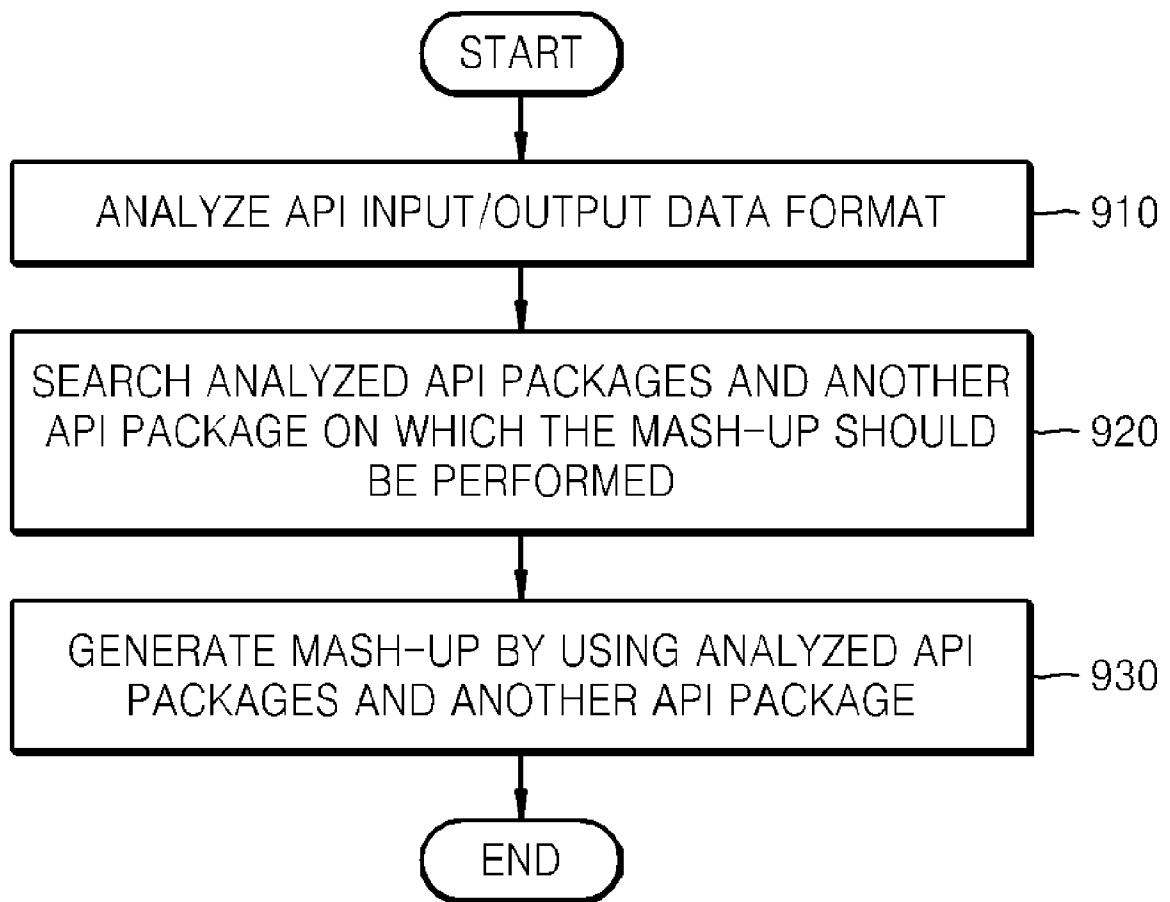 START
ANALYZE API INPUT/OUTPUT DATA FORMAT
910
SEARCH ANALYZED API PACKAGES AND ANOTHER
API PACKAGE ON WHICH THE MASH-UP SHOULD
BE PERFORMED
920
GENERATE MASH-UP BY USING ANALYZED API
PACKAGES AND ANOTHER API PACKAGE
930
END